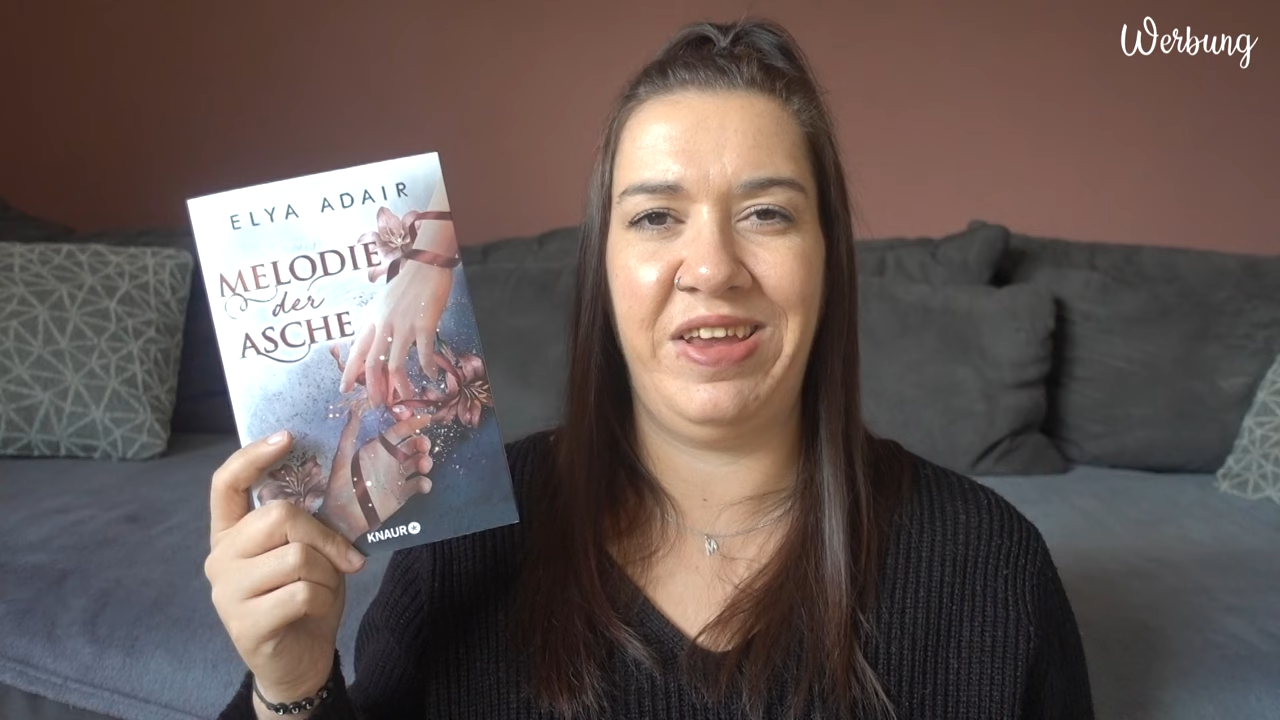 Werbung
ELYA ADAIR
MELODIE
der
ASCHE
KNAUR
M